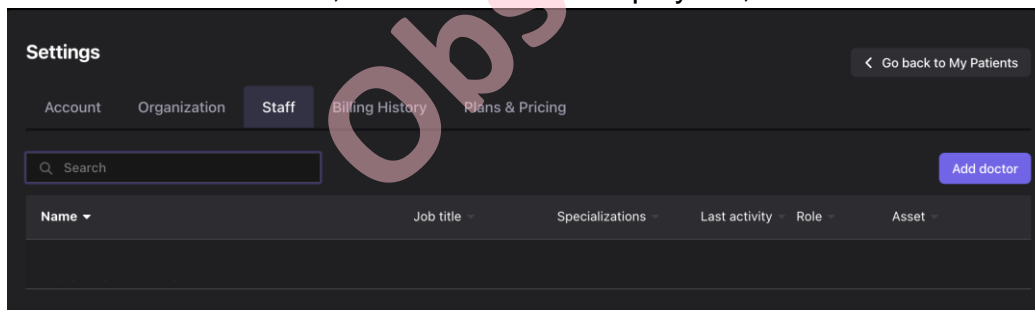 Settings
Go back to My Patients
Account Organization Staff Billing History Plans & Pricing
Search
Add doctor
Name Job title Specializations Last activity Role Asset
Obs